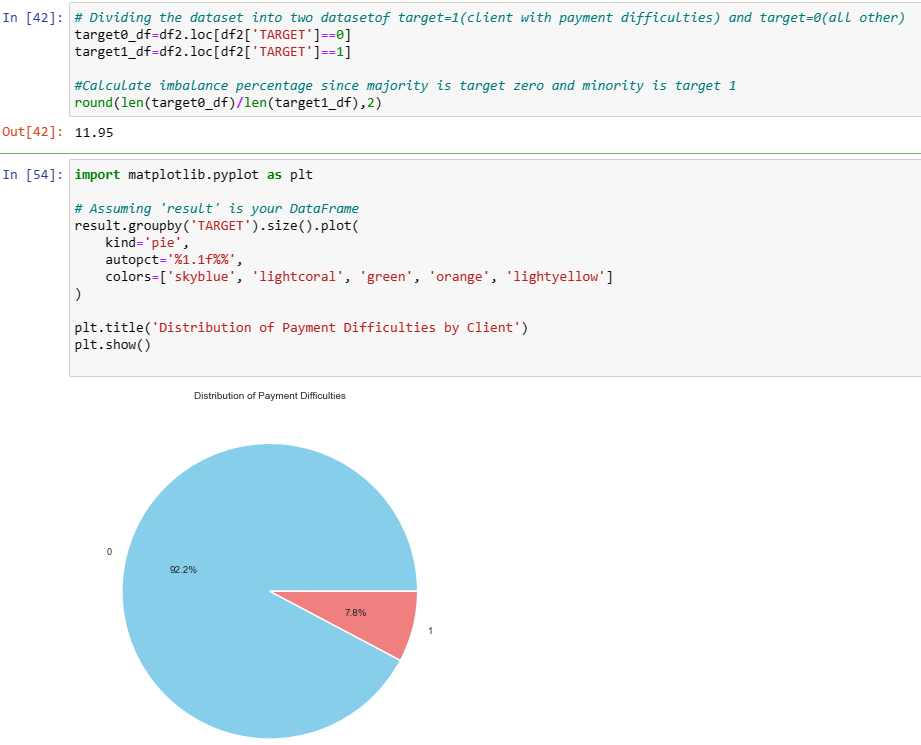 In [42]: # Dividing the dataset into two datasetof target=1(client with payment difficulties) and target=0(all other)
target0_df=df2.loc[df2['TARGET']==0]
target1_df=df2.loc[df2['TARGET']==1]
#Calculate imbalance percentage since majority is target zero and minority is target 1
round(len(target0_df)/len(target1_df),2)
Out[42]: 11.95
In [54]: import matplotlib.pyplot as plt
# Assuming 'result' is your DataFrame
result.groupby('TARGET').size().plot(
    kind='pie',
    autopct='%1.1f%%',
    colors=['skyblue', 'lightcoral', 'green', 'orange', 'lightyellow']
)
plt.title('Distribution of Payment Difficulties by Client')
plt.show()
Distribution of Payment Difficulties
0
92.2%
7.8%
1